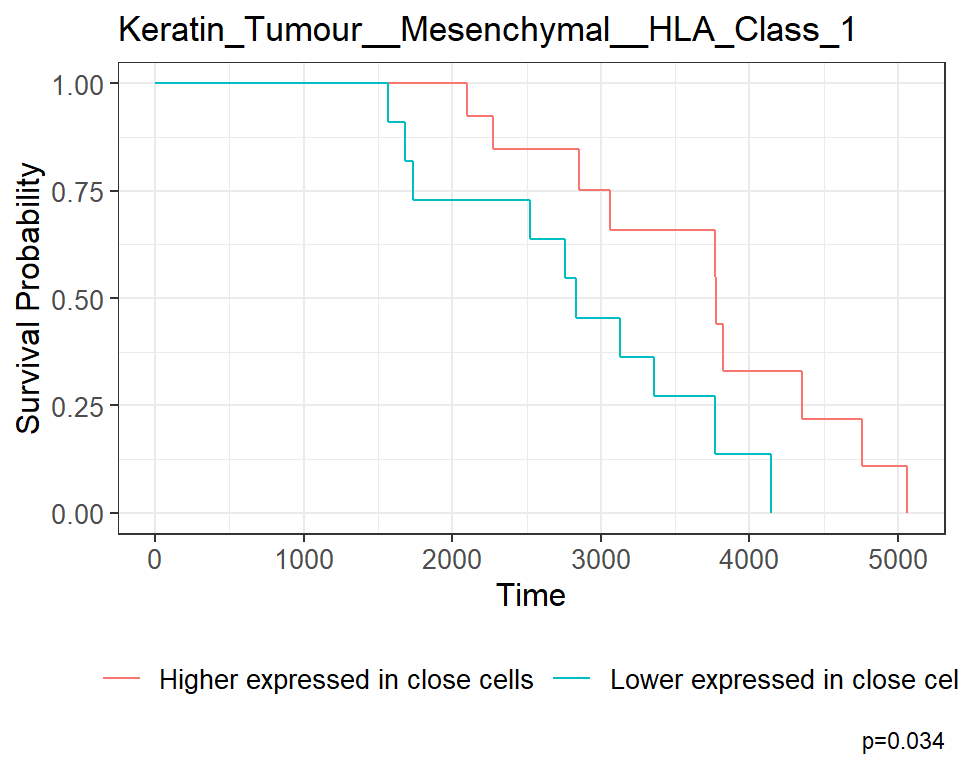 Keratin_Tumour__Mesenchymal__HLA_Class_1
Survival Probability
1.00
0.75
0.50
0.25
0.00
0 1000 2000 3000 4000 5000
Time
Higher expressed in close cells Lower expressed in close cel
p=0.034